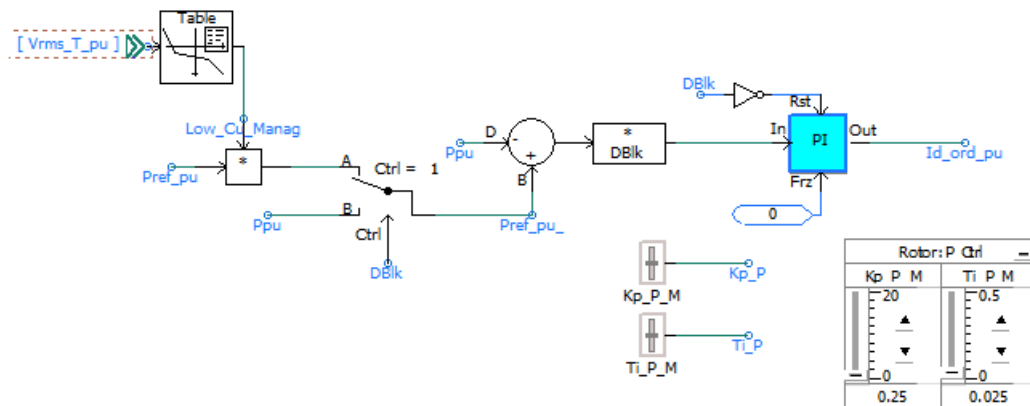 Table
[ Vrms_T_pu ]
Low_Cu_Manag
*
Pref_pu
A
Ctrl = 1
B
Ctrl
Ppu
DBlk
Ppu
D
-
+
B
Pref_pu_
*
DBlk
DBlk
Rst
In
PI
Out
Frz
0
Id_ord_pu
Kp_P
Kp_P_M
Ti_P
Ti_P_M
Rotor: P Ctrl
Kp P M
Ti P M
20
0.5
0
0
0.25
0.025